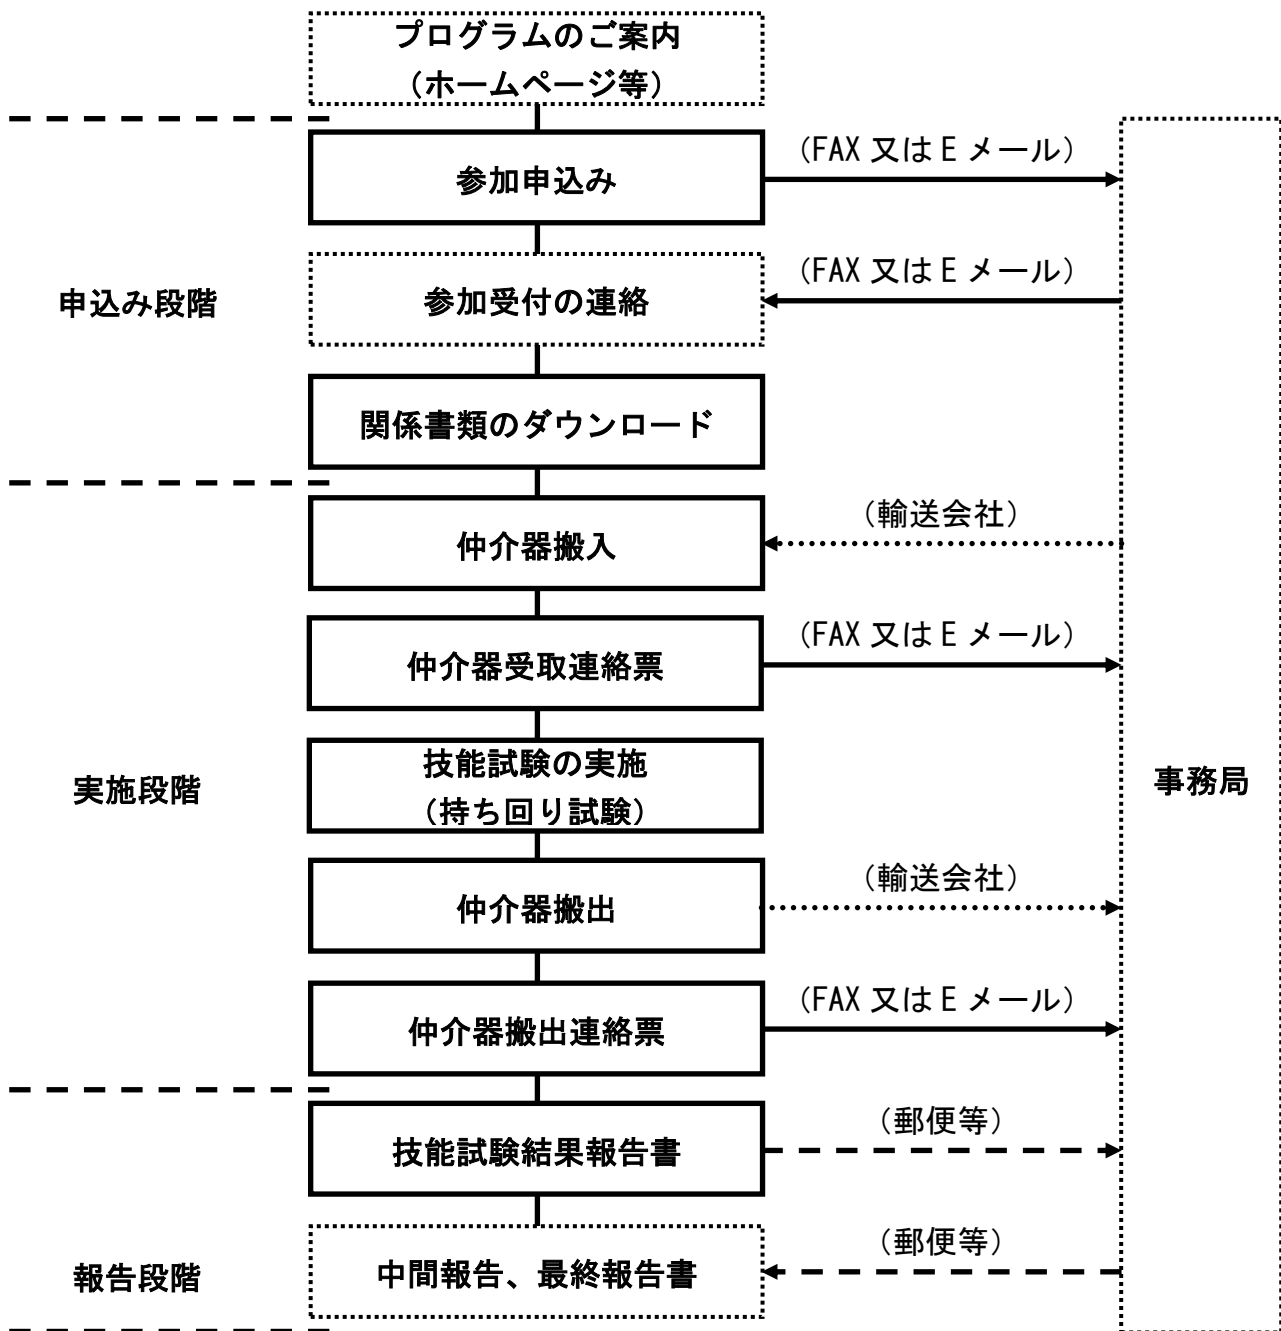 プログラムのご案内
（ホームページ等）
参加申込み
（FAX 又は E メール）
参加受付の連絡
（FAX 又は E メール）
申込み段階
関係書類のダウンロード
仲介器搬入
（輸送会社）
仲介器受取連絡票
（FAX 又は E メール）
技能試験の実施
（持ち回り試験）
実施段階
事務局
仲介器搬出
（輸送会社）
仲介器搬出連絡票
（FAX 又は E メール）
技能試験結果報告書
（郵便等）
中間報告、最終報告書
（郵便等）
報告段階